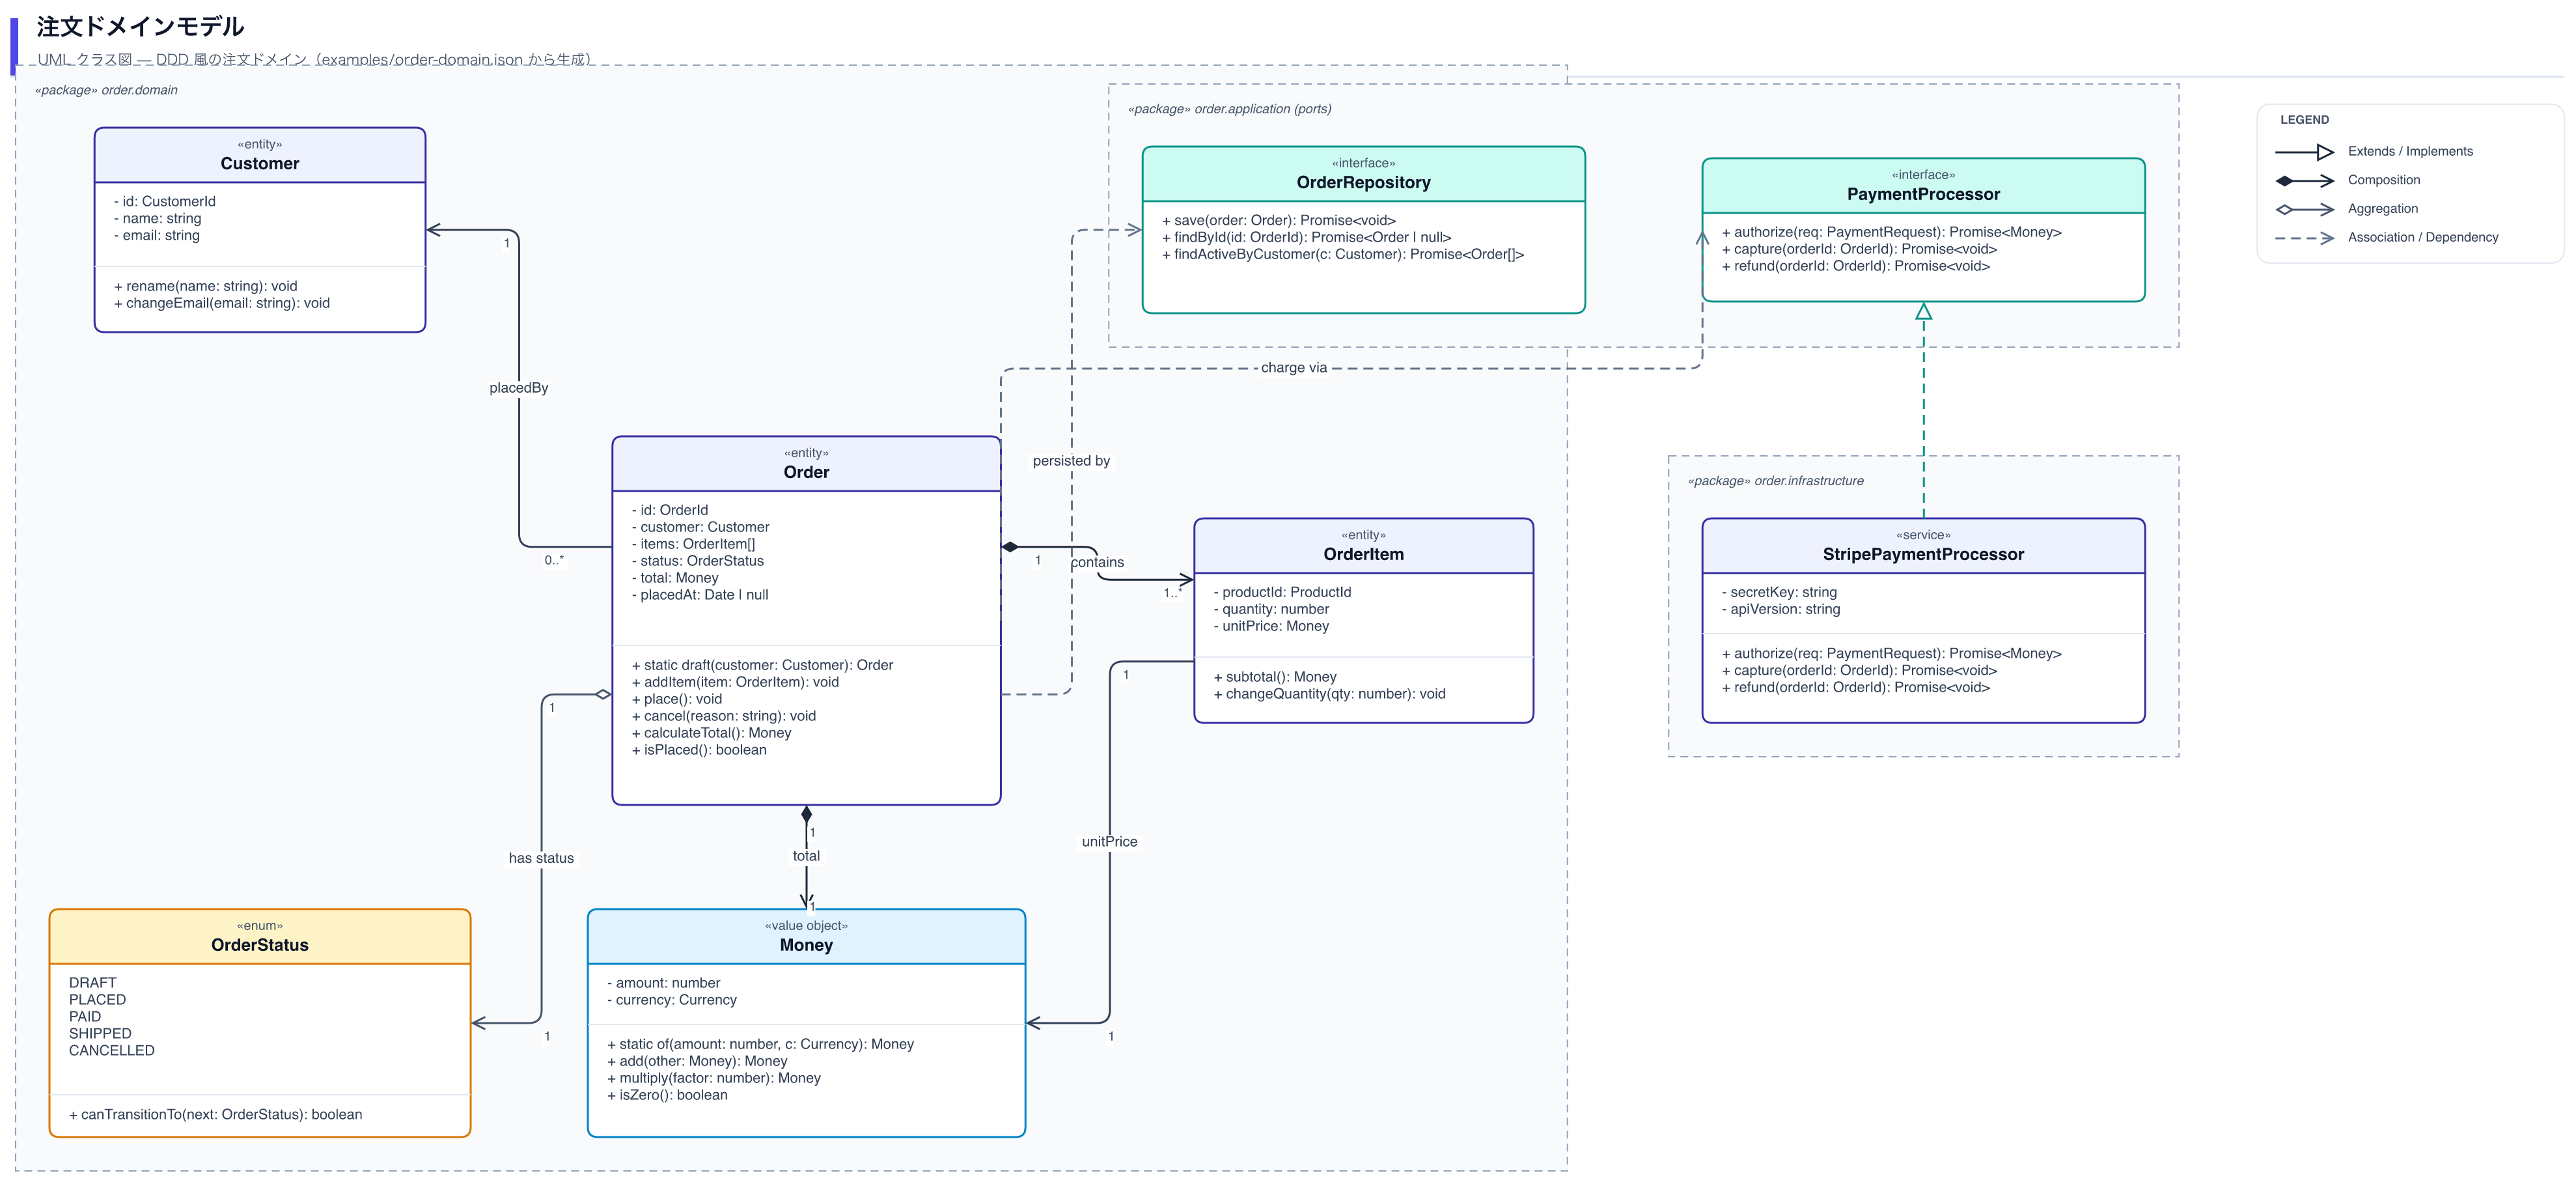 注文ドメインモデル
UML クラス図 — DDD 風の注文ドメイン（examples/order-domain.json から生成）
«package» order.domain
«entity»
Customer
- id: CustomerId
- name: string
- email: string
+ rename(name: string): void
+ changeEmail(email: string): void
1
placedBy
0..*
«package» order.application (ports)
«interface»
OrderRepository
+ save(order: Order): Promise<void>
+ findById(id: OrderId): Promise<Order | null>
+ findActiveByCustomer(c: Customer): Promise<Order[]>
«interface»
PaymentProcessor
+ authorize(req: PaymentRequest): Promise<Money>
+ capture(orderId: OrderId): Promise<void>
+ refund(orderId: OrderId): Promise<void>
LEGEND
Extends / Implements
Composition
Aggregation
Association / Dependency
charge via
persisted by
«entity»
Order
- id: OrderId
- customer: Customer
- items: OrderItem[]
- status: OrderStatus
- total: Money
- placedAt: Date | null
+ static draft(customer: Customer): Order
+ addItem(item: OrderItem): void
+ place(): void
+ cancel(reason: string): void
+ calculateTotal(): Money
+ isPlaced(): boolean
1
contains
1..*
«entity»
OrderItem
- productId: ProductId
- quantity: number
- unitPrice: Money
+ subtotal(): Money
+ changeQuantity(qty: number): void
«package» order.infrastructure
«service»
StripePaymentProcessor
- secretKey: string
- apiVersion: string
+ authorize(req: PaymentRequest): Promise<Money>
+ capture(orderId: OrderId): Promise<void>
+ refund(orderId: OrderId): Promise<void>
1
has status
1
1
total
1
1
unitPrice
1
«enum»
OrderStatus
DRAFT
PLACED
PAID
SHIPPED
CANCELLED
+ canTransitionTo(next: OrderStatus): boolean
«value object»
Money
- amount: number
- currency: Currency
+ static of(amount: number, c: Currency): Money
+ add(other: Money): Money
+ multiply(factor: number): Money
+ isZero(): boolean